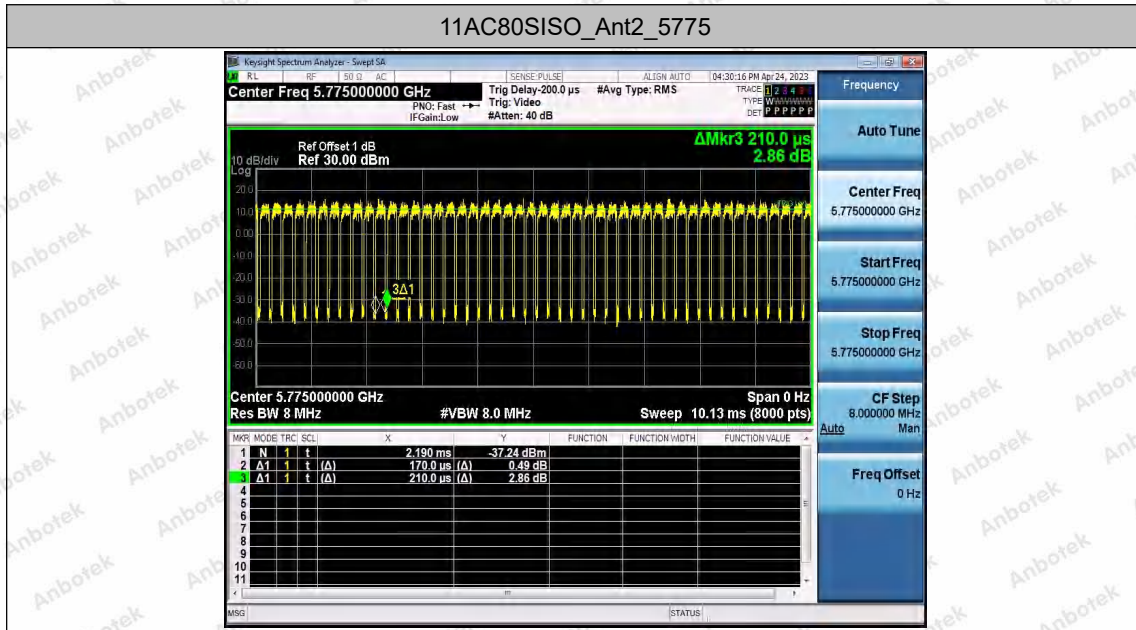 11AC80SISO_Ant2_5775
Keysight Spectrum Analyzer - Swept SA
RL RF 50 Ω AC SENSE:PULSE ALIGN AUTO 04:30:16 PM Apr 24, 2023
Center Freq 5.775000000 GHz
PNO: Fast
IFGain:Low
Trig Delay-200.0 µs
Trig: Video
#Atten: 40 dB
#Avg Type: RMS
TRACE 1 2 3 4
TYPE W
DET P P P P P P
ΔMkr3 210.0 µs
2.86 dB
Ref Offset 1 dB
10 dB/div Ref 30.00 dBm
Log
20.0
10.0
0.00
-10.0
-20.0
-30.0
-40.0
-50.0
-60.0
3Δ1
Center 5.775000000 GHz Span 0 Hz
Res BW 8 MHz #VBW 8.0 MHz Sweep 10.13 ms (8000 pts)
MKR MODE TRC SCL X Y FUNCTION FUNCTION WIDTH FUNCTION VALUE
1 N 1 t 2.190 ms -37.24 dBm
2 Δ1 1 t (Δ) 170.0 µs (Δ) 0.49 dB
3 Δ1 1 t (Δ) 210.0 µs (Δ) 2.86 dB
4
5
6
7
8
9
10
11
MSG STATUS
Frequency
Auto Tune
Center Freq
5.775000000 GHz
Start Freq
5.775000000 GHz
Stop Freq
5.775000000 GHz
CF Step
8.000000 MHz
Auto Man
Freq Offset
0 Hz
Anbotek